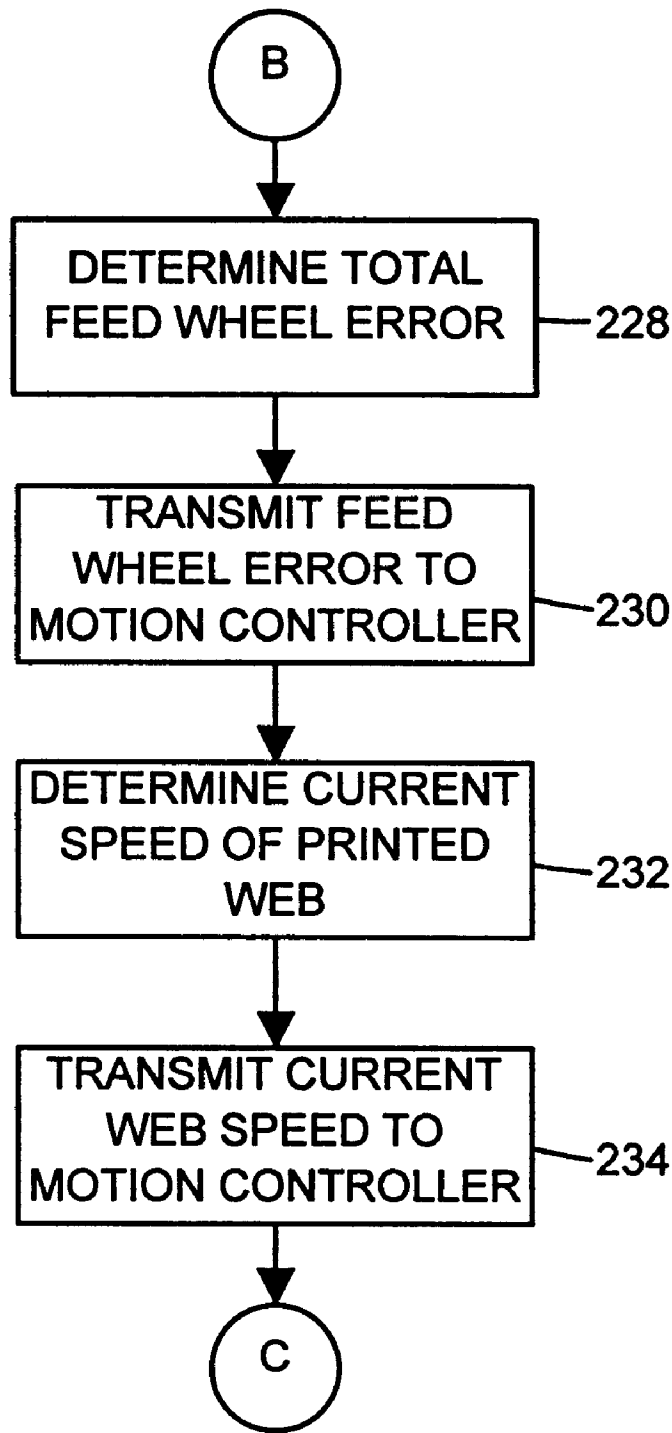 B
DETERMINE TOTAL
FEED WHEEL ERROR
228
TRANSMIT FEED
WHEEL ERROR TO
MOTION CONTROLLER
230
DETERMINE CURRENT
SPEED OF PRINTED
WEB
232
TRANSMIT CURRENT
WEB SPEED TO
MOTION CONTROLLER
234
C